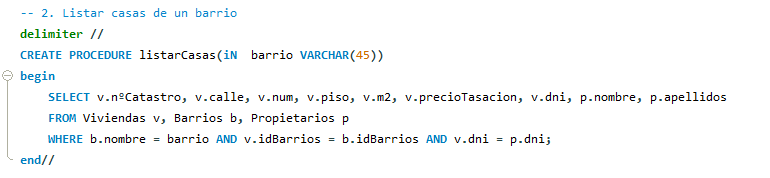 -- 2. Listar casas de un barrio
delimiter //
CREATE PROCEDURE listarCasas(iN  barrio VARCHAR(45))
begin
    SELECT v.nºCatastro, v.calle, v.num, v.piso, v.m2, v.precioTasacion, v.dni, p.nombre, p.apellidos
    FROM Viviendas v, Barrios b, Propietarios p
    WHERE b.nombre = barrio AND v.idBarrios = b.idBarrios AND v.dni = p.dni;
end//